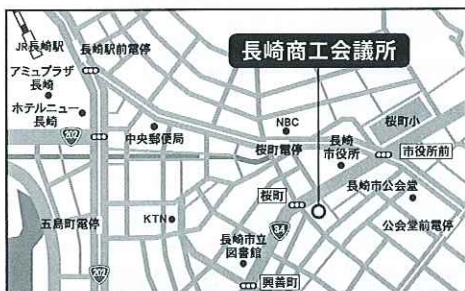 JR長崎駅
長崎駅前電停
アミュプラザ
長崎
ホテルニュー
長崎
202
中央郵便局
長崎商工会議所
NBC
桜町電停
長崎
市役所
桜町小
市役所前
長崎市公会堂
公会堂前電停
桜町
五島町電停
KTN
34
長崎市立
図書館
202
興善町